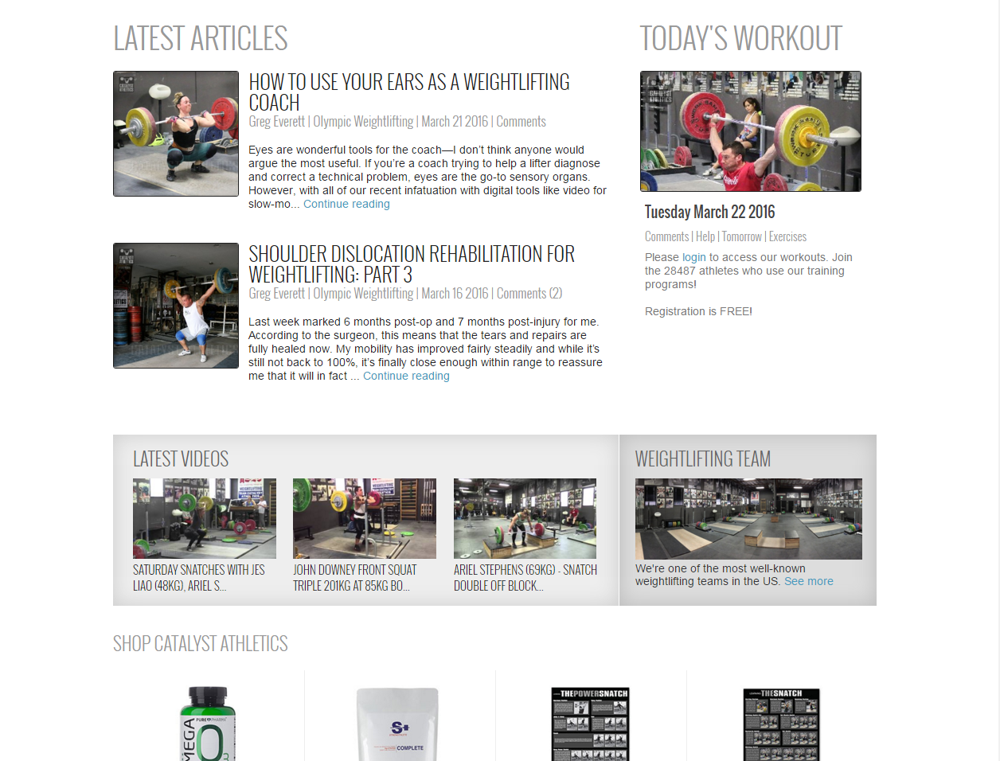 LATEST ARTICLES
HOW TO USE YOUR EARS AS A WEIGHTLIFTING
COACH
Greg Everett | Olympic Weightlifting | March 21 2016 | Comments
Eyes are wonderful tools for the coach—I don't think anyone would
argue the most useful. If you're a coach trying to help a lifter diagnose
and correct a technical problem, eyes are the go-to sensory organs.
However, with all of our recent infatuation with digital tools like video for
slow-mo... Continue reading
SHOULDER DISLOCATION REHABILITATION FOR
WEIGHTLIFTING: PART 3
Greg Everett | Olympic Weightlifting | March 16 2016 | Comments (2)
Last week marked 6 months post-op and 7 months post-injury for me.
According to the surgeon, this means that the tears and repairs are
fully healed now. My mobility has improved fairly steadily and while it's
still not back to 100%, it's finally close enough within range to reassure
me that it will in fact ... Continue reading
TODAY'S WORKOUT
CATALYST
ATHLETICS
Tuesday March 22 2016
Comments | Help | Tomorrow | Exercises
Please login to access our workouts. Join
the 28487 athletes who use our training
programs!
Registration is FREE!
LATEST VIDEOS
SATURDAY SNATCHES WITH JES
LIAO (48KG), ARIEL S...
JOHN DOWNEY FRONT SQUAT
TRIPLE 201KG AT 85KG BO...
ARIEL STEPHENS (69KG) - SNATCH
DOUBLE OFF BLOCK...
WEIGHTLIFTING TEAM
We're one of the most well-known
weightlifting teams in the US. See more
SHOP CATALYST ATHLETICS
PURE PHARMA
O3
S
COMPLETE
THEPOWERSNATCH
LEARNING THESNATCH